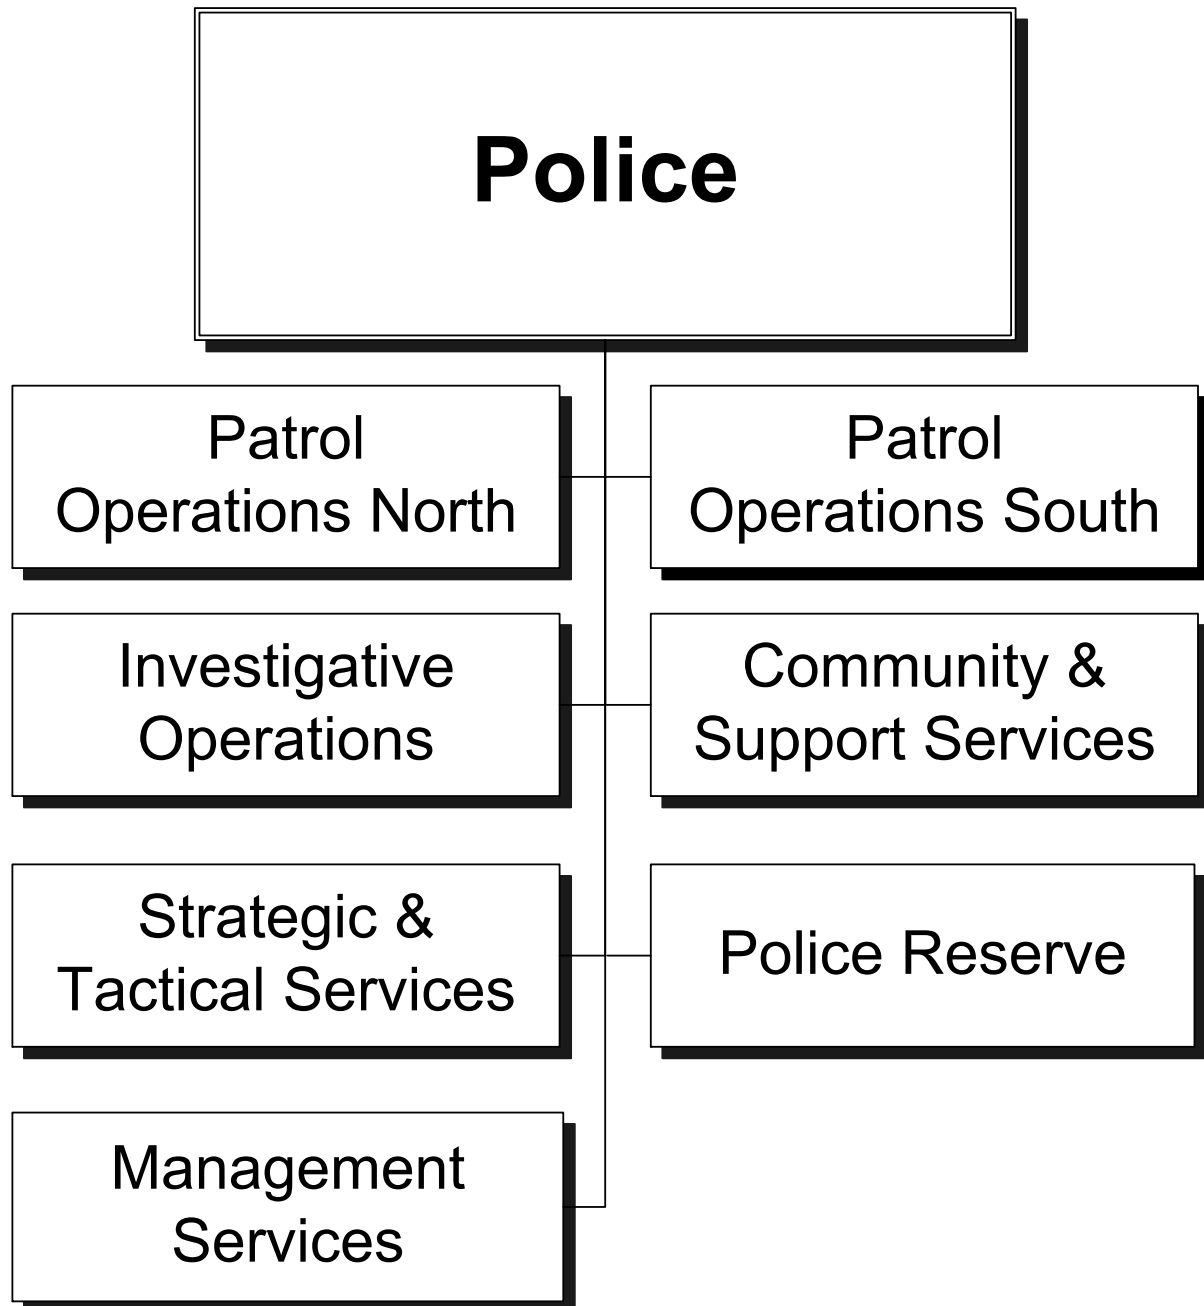 Police
Patrol
Operations North
Patrol
Operations South
Investigative
Operations
Community &
Support Services
Strategic &
Tactical Services
Police Reserve
Management
Services